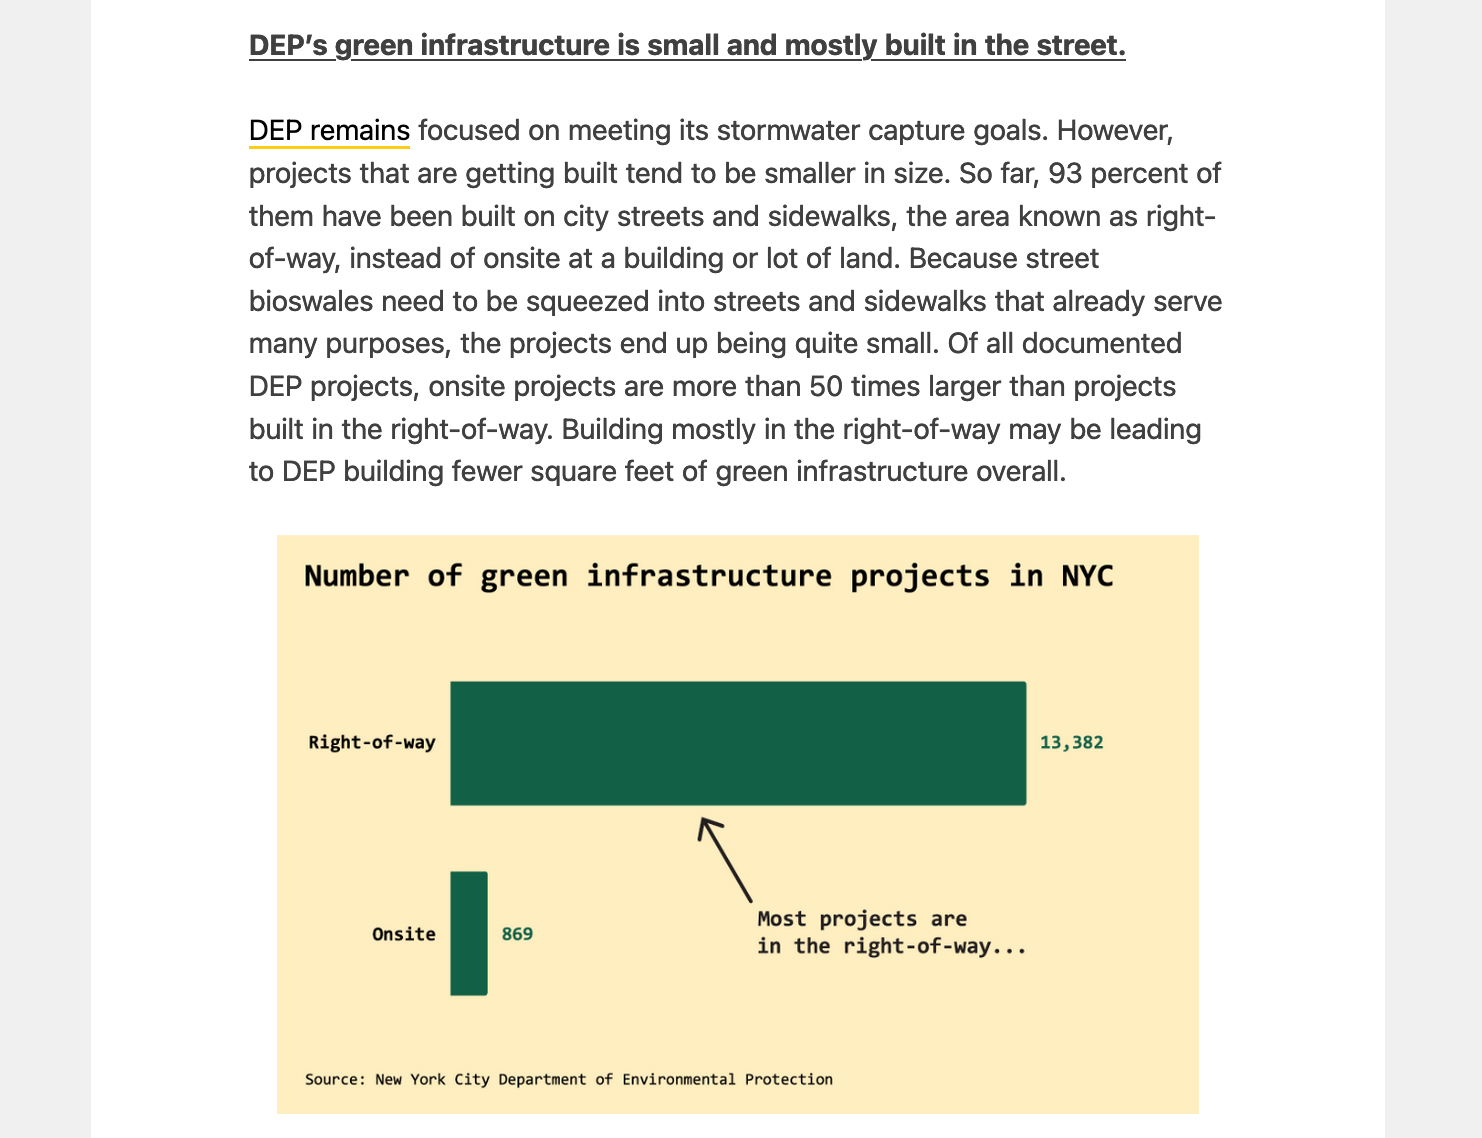 DEP’s green infrastructure is small and mostly built in the street.
DEP remains focused on meeting its stormwater capture goals. However,
projects that are getting built tend to be smaller in size. So far, 93 percent of
them have been built on city streets and sidewalks, the area known as right-
of-way, instead of onsite at a building or lot of land. Because street
bioswales need to be squeezed into streets and sidewalks that already serve
many purposes, the projects end up being quite small. Of all documented
DEP projects, onsite projects are more than 50 times larger than projects
built in the right-of-way. Building mostly in the right-of-way may be leading
to DEP building fewer square feet of green infrastructure overall.
Number of green infrastructure projects in NYC
Right-of-way
13,382
Onsite
869
Most projects are
in the right-of-way...
Source: New York City Department of Environmental Protection